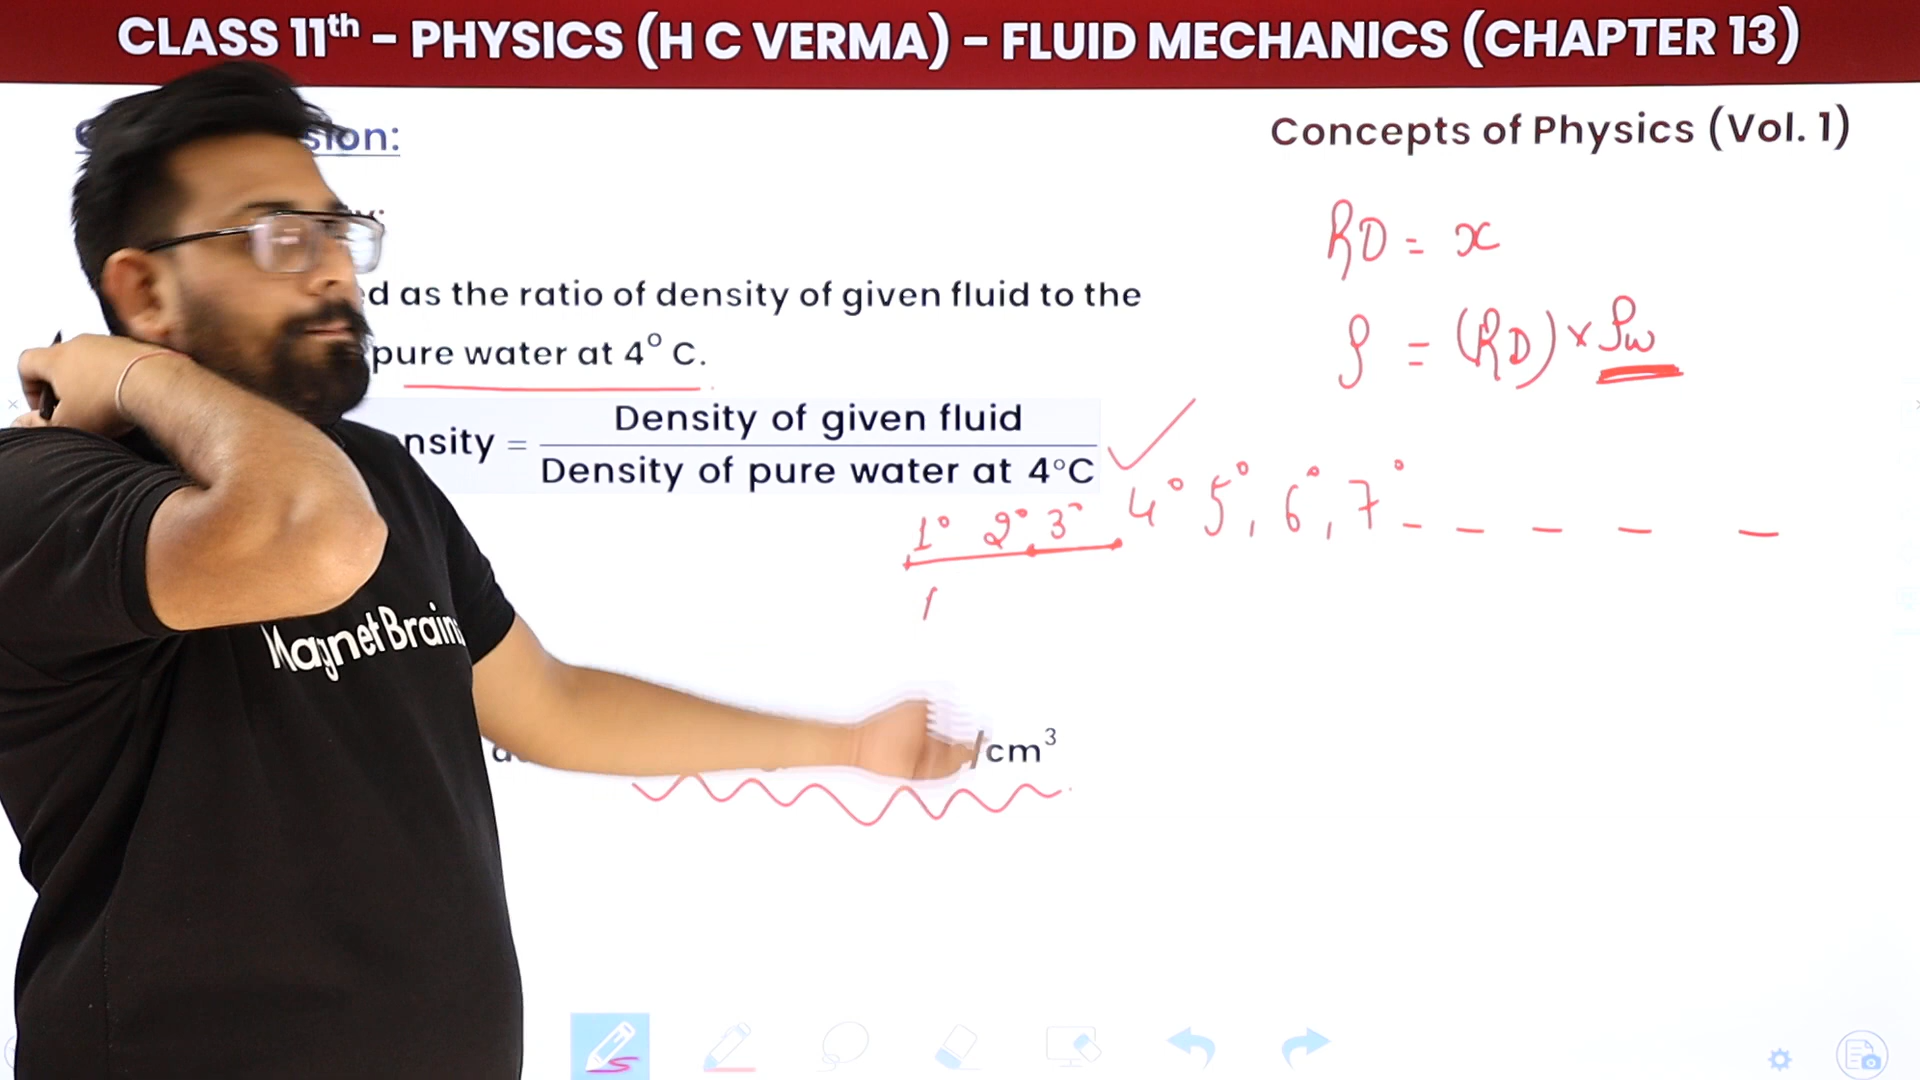 CLASS 11th - PHYSICS (H C VERMA) - FLUID MECHANICS (CHAPTER 13)
Concepts of Physics (Vol. 1)
RD = x
ρ = (RD) × ρw
as the ratio of density of given fluid to the
pure water at 4° C.
= Density of given fluid
Density of pure water at 4°C
1° 2° 3° 4° 5°, 6°, 7° - - - - -
MagnetBrains
/cm³